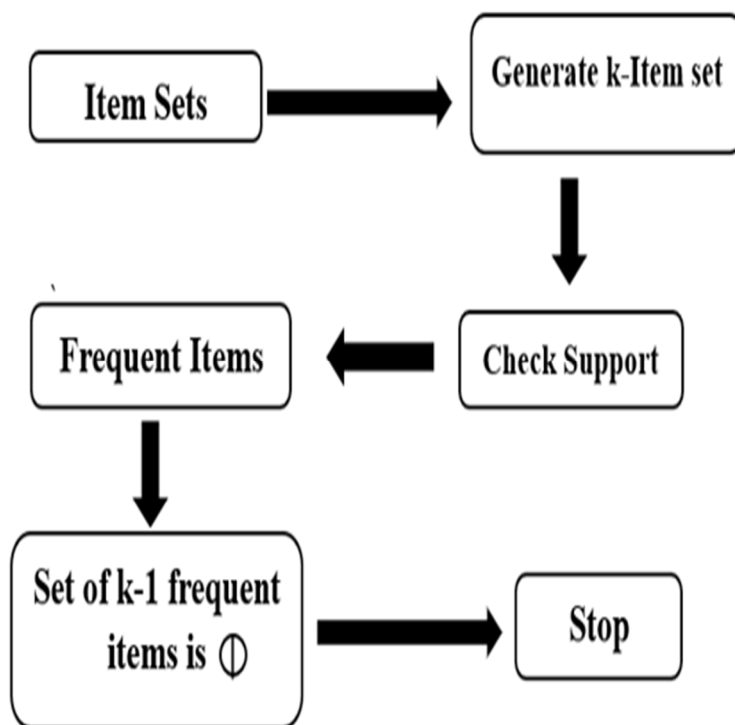 Item Sets
Generate k-Item set
Check Support
Frequent Items
Set of k-1 frequent
items is Φ
Stop